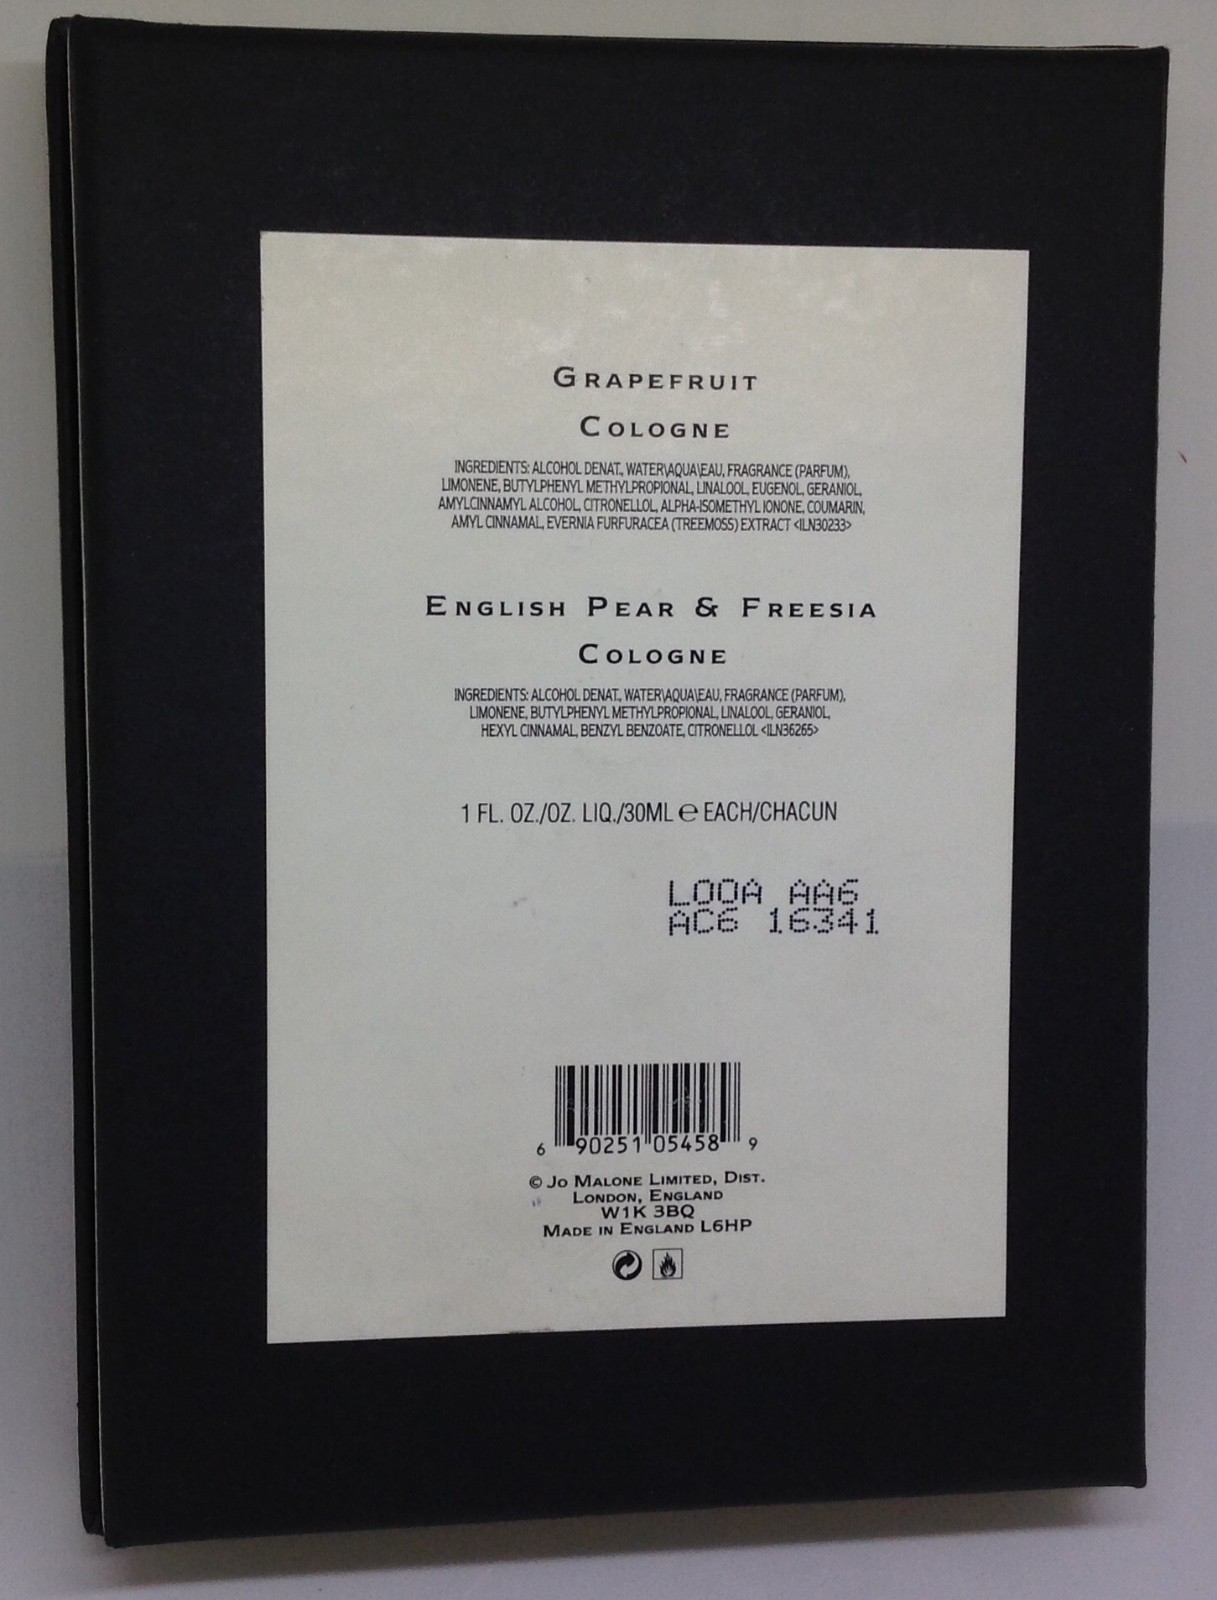 GRAPEFRUIT
COLOGNE
INGREDIENTS: ALCOHOL DENAT., WATER\AQUA\EAU, FRAGRANCE (PARFUM),
LIMONENE, BUTYLPHENYL METHYLPROPIONAL, LINALOOL, EUGENOL, GERANIOL,
AMYLCINNAMYL ALCOHOL, CITRONELLOL, ALPHA-ISOMETHYL IONONE, COUMARIN,
AMYL CINNAMAL, EVERNIA FURFURACEA (TREEMOSS) EXTRACT <ILN30233>
ENGLISH PEAR & FREESIA
COLOGNE
INGREDIENTS: ALCOHOL DENAT., WATER\AQUA\EAU, FRAGRANCE (PARFUM),
LIMONENE, BUTYLPHENYL METHYLPROPIONAL, LINALOOL, GERANIOL,
HEXYL CINNAMAL, BENZYL BENZOATE, CITRONELLOL <ILN36265>
1 FL. OZ./OZ. LIQ./30ML ℮ EACH/CHACUN
LOOA AA6
AC6 16341
6 90251 05458 9
© JO MALONE LIMITED, DIST.
LONDON, ENGLAND
W1K 3BQ
MADE IN ENGLAND L6HP